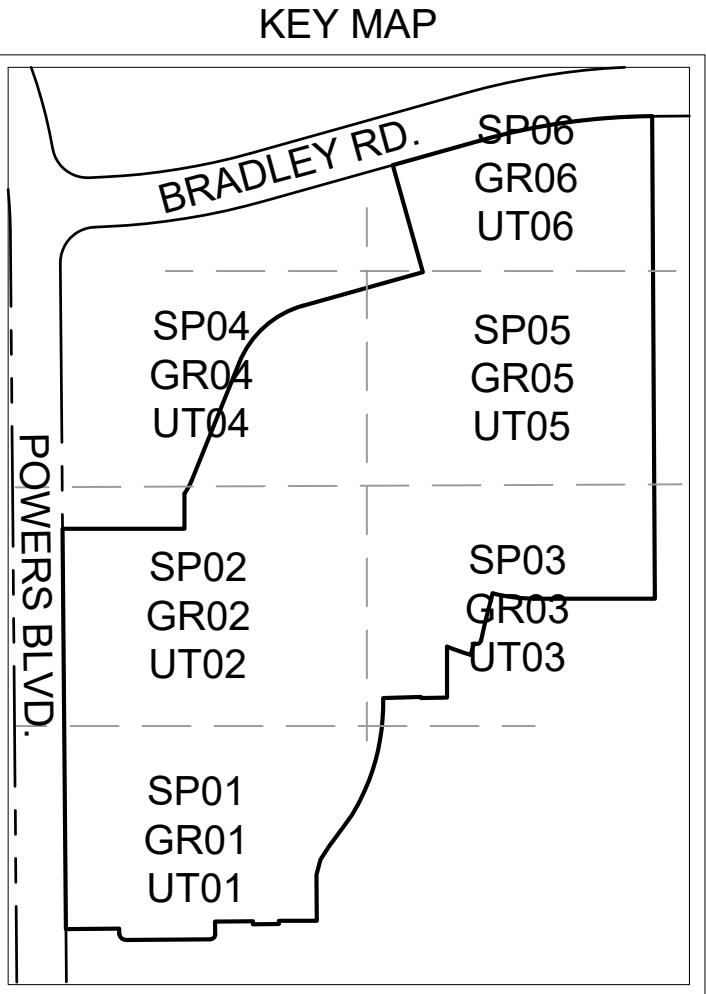 KEY MAP
BRADLEY RD.
SP06
GR06
UT06
SP04
GR04
UT04
SP05
GR05
UT05
POWERS BLVD.
SP02
GR02
UT02
SP03
GR03
UT03
SP01
GR01
UT01